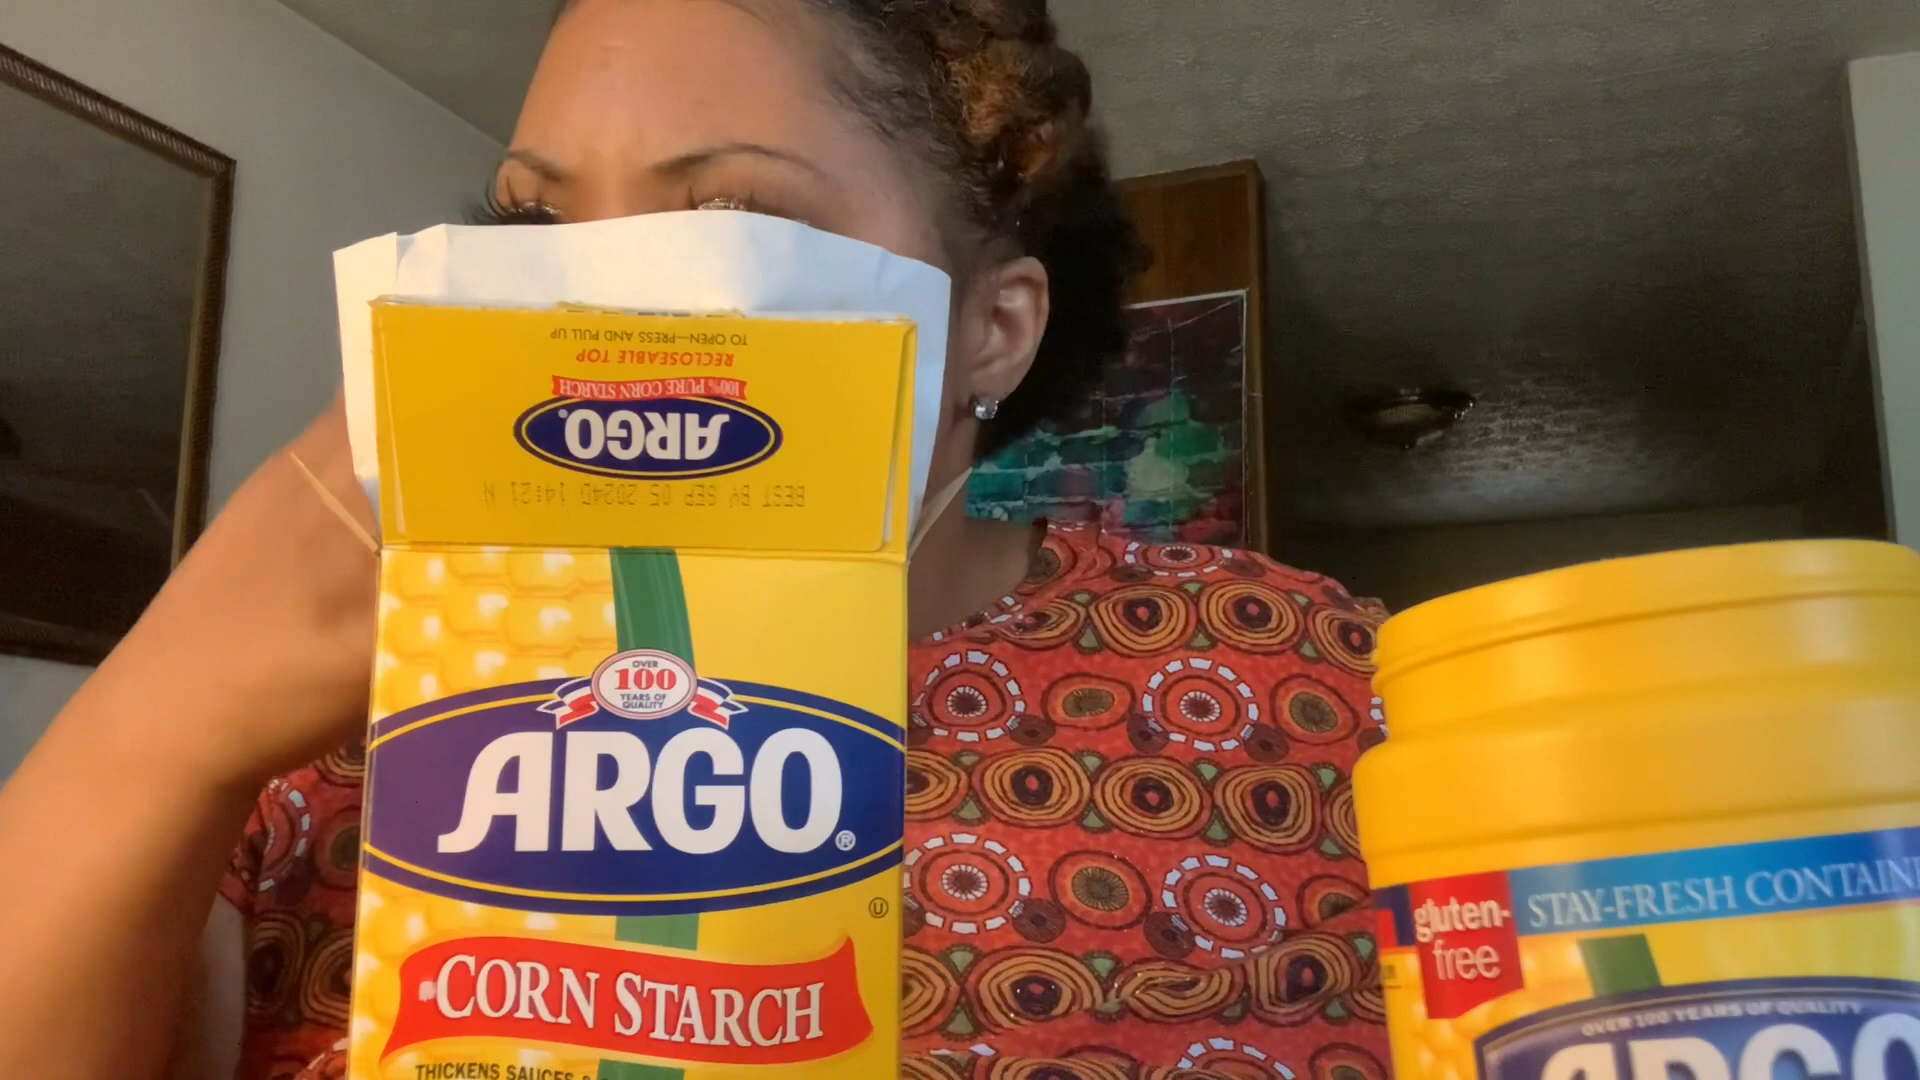 TO OPEN—PRESS AND PULL UP
RECLOSEABLE TOP
100% PURE CORN STARCH
ARGO®
BEST BY SEP 05 2024D 14:21 N
OVER
100
YEARS OF
QUALITY
ARGO®
U
CORN STARCH
THICKENS SAUCES &
STAY-FRESH CONTAIN
gluten-
free
OVER 100 YEARS OF QUALITY
ARGO